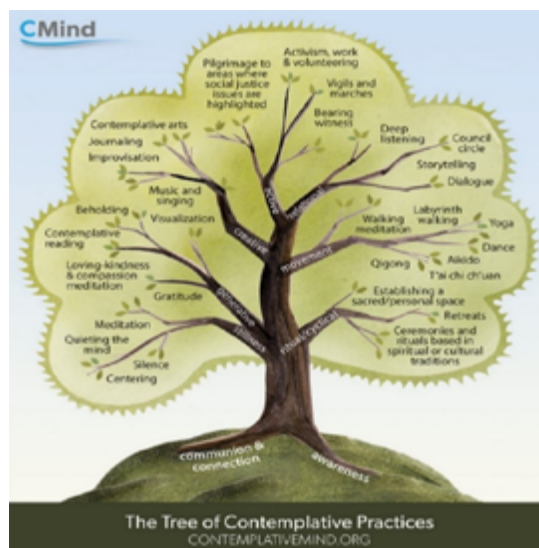 CMind
Activism, work
& volunteering
Pilgrimage to
areas where
social justice
issues are
highlighted
Vigils and
marches
Bearing
witness
Contemplative arts
Journaling
Improvisation
Music and
singing
Deep
listening
Council
circle
Storytelling
Dialogue
active
relational
creative
Beholding
Visualization
Contemplative
reading
Loving-kindness
& compassion
meditation
Gratitude
generative
Walking
meditation
Labyrinth
walking
Yoga
Dance
Aikido
Qigong
T'ai chi ch'uan
movement
Meditation
Quieting the
mind
Silence
Centering
stillness
Establishing a
sacred/personal space
Retreats
Ceremonies and
rituals based in
spiritual or cultural
traditions
ritual/cyclical
communion &
connection
awareness
The Tree of Contemplative Practices
CONTEMPLATIVEMIND.ORG